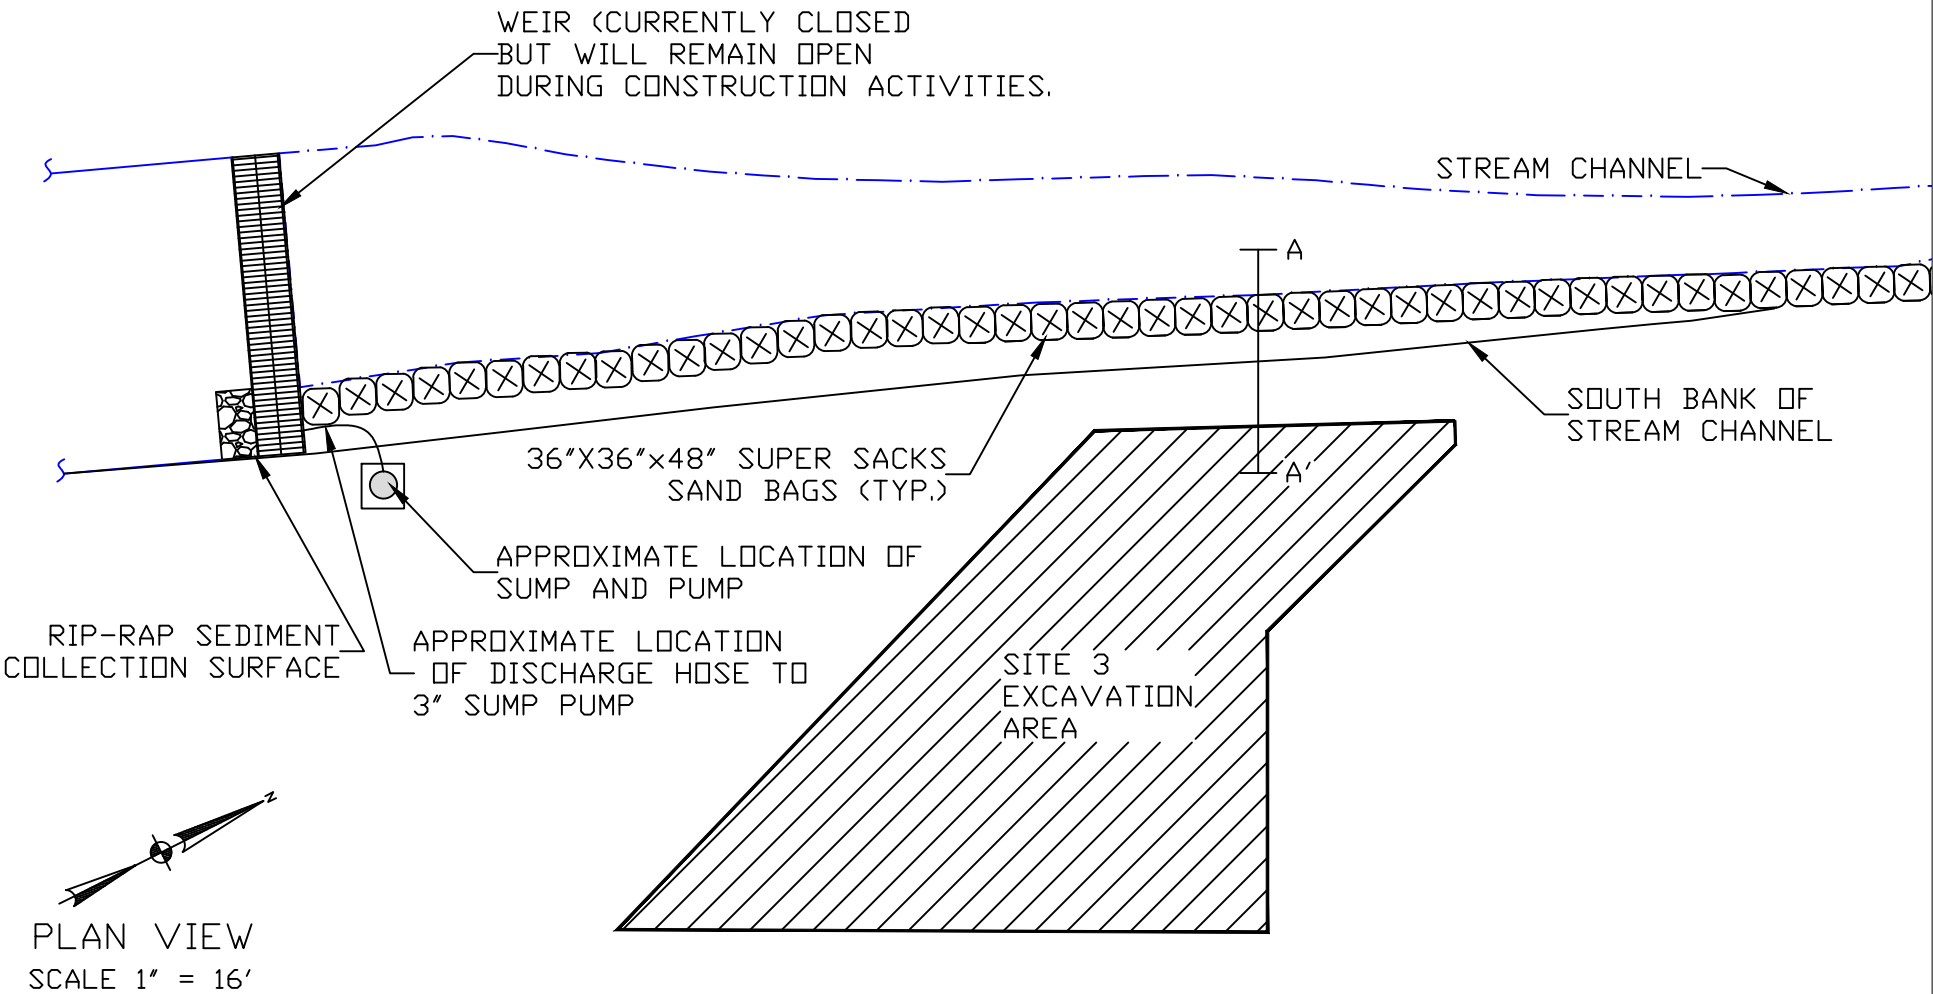 WEIR (CURRENTLY CLOSED
BUT WILL REMAIN OPEN
DURING CONSTRUCTION ACTIVITIES.
STREAM CHANNEL
A
SOUTH BANK OF
STREAM CHANNEL
36"X36"x48" SUPER SACKS
SAND BAGS (TYP.)
A'
APPROXIMATE LOCATION OF
SUMP AND PUMP
RIP-RAP SEDIMENT
COLLECTION SURFACE
APPROXIMATE LOCATION
OF DISCHARGE HOSE TO
3" SUMP PUMP
SITE 3
EXCAVATION
AREA
N
PLAN VIEW
SCALE 1" = 16'